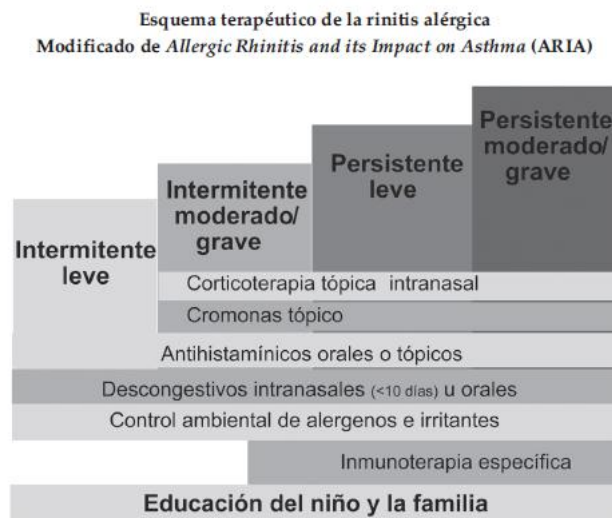 Esquema terapéutico de la rinitis alérgica
Modificado de Allergic Rhinitis and its Impact on Asthma (ARIA)
Intermitente
leve
Intermitente
moderado/
grave
Persistente
leve
Persistente
moderado/
grave
Corticoterapia tópica intranasal
Cromonas tópico
Antihistamínicos orales o tópicos
Descongestivos intranasales (<10 días) u orales
Control ambiental de alergenos e irritantes
Inmunoterapia específica
Educación del niño y la familia